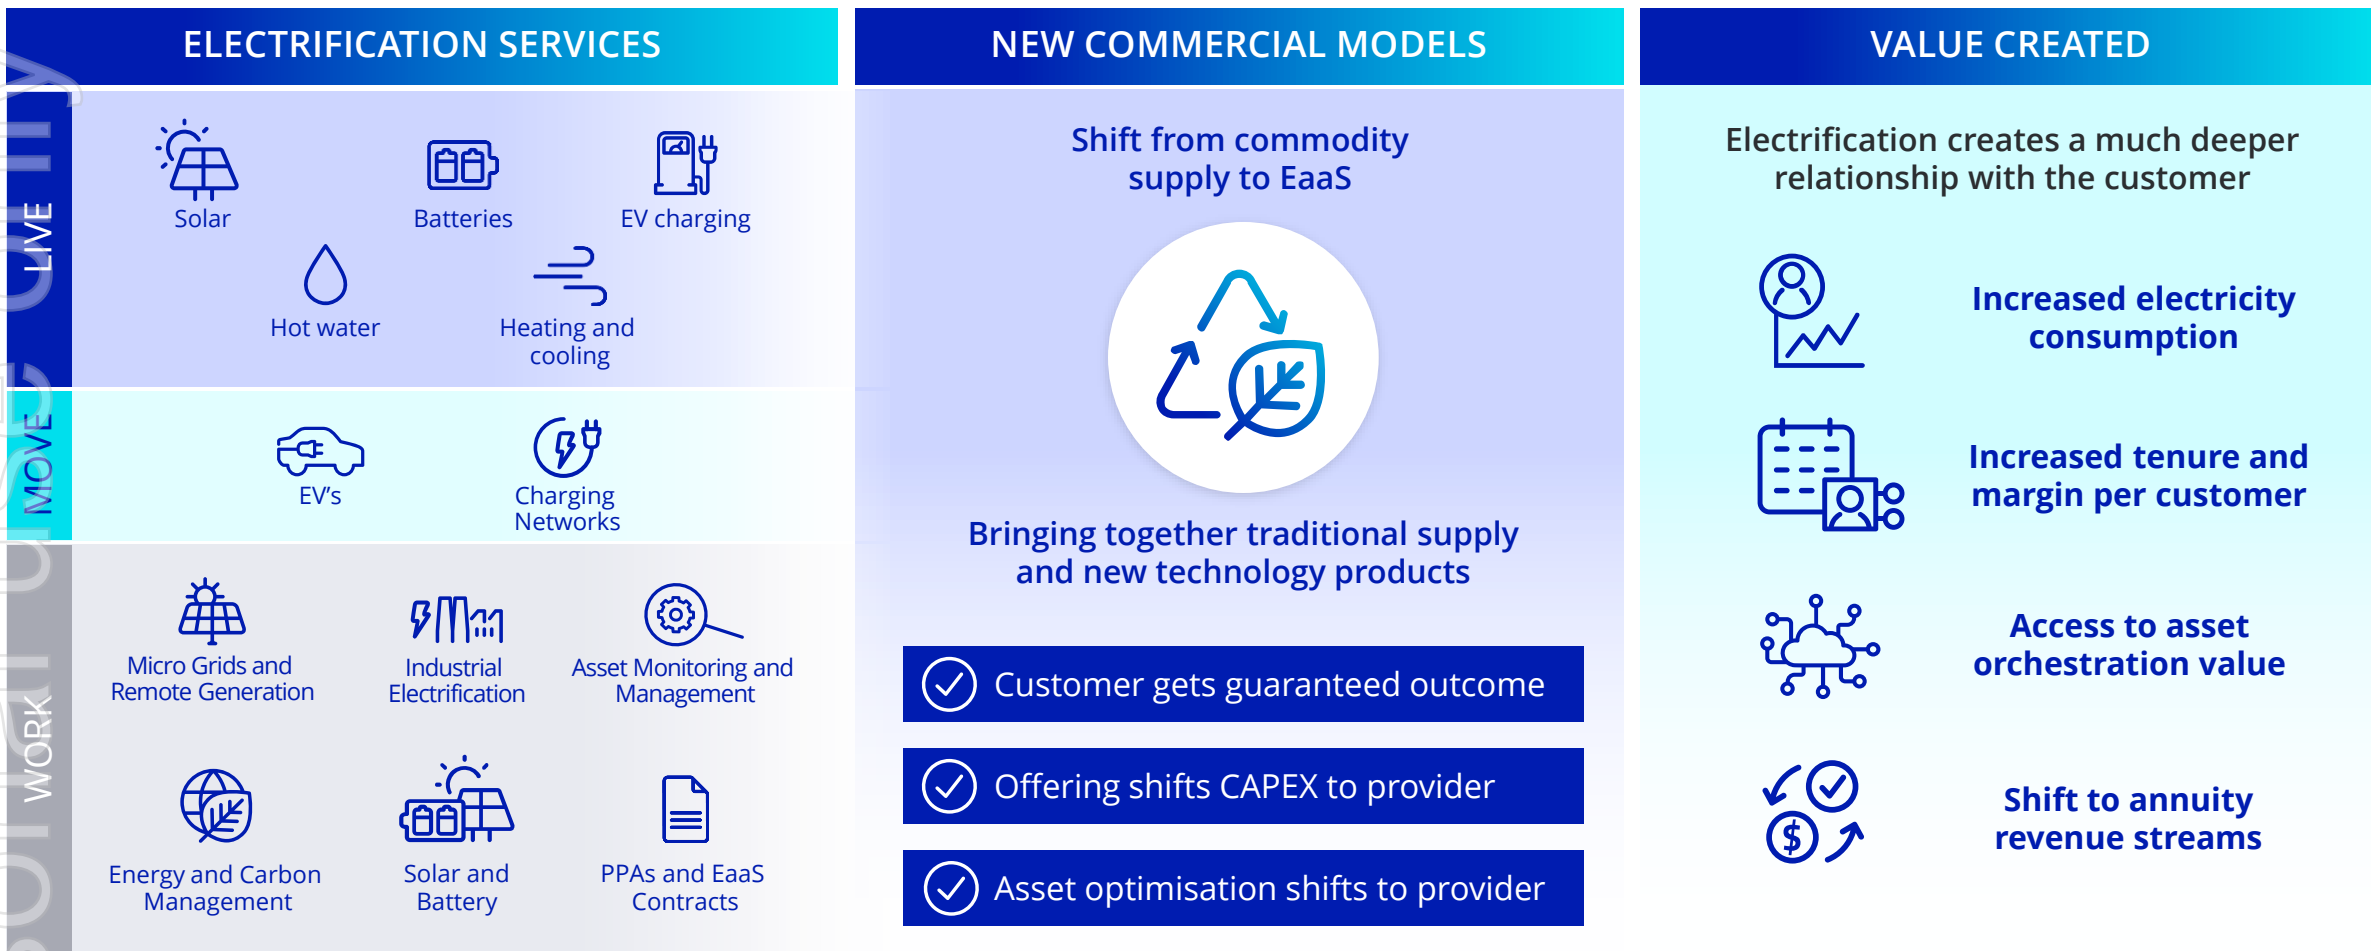 ELECTRIFICATION SERVICES
LIVE
Solar
Batteries
EV charging
Hot water
Heating and
cooling
MOVE
EV’s
Charging
Networks
WORK
Micro Grids and
Remote Generation
Industrial
Electrification
Asset Monitoring and
Management
Energy and Carbon
Management
Solar and
Battery
PPAs and EaaS
Contracts
NEW COMMERCIAL MODELS
Shift from commodity
supply to EaaS
Bringing together traditional supply
and new technology products
Customer gets guaranteed outcome
Offering shifts CAPEX to provider
Asset optimisation shifts to provider
VALUE CREATED
Electrification creates a much deeper
relationship with the customer
Increased electricity
consumption
Increased tenure and
margin per customer
Access to asset
orchestration value
$
Shift to annuity
revenue streams